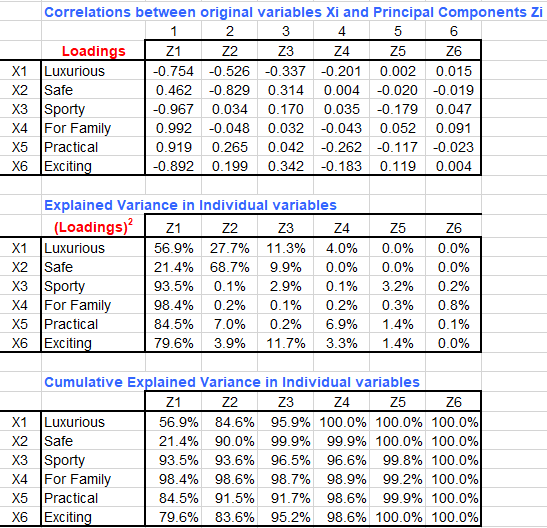 Correlations between original variables Xi and Principal Components Zi
1 2 3 4 5 6
Loadings Z1 Z2 Z3 Z4 Z5 Z6
X1 Luxurious -0.754 -0.526 -0.337 -0.201 0.002 0.015
X2 Safe 0.462 -0.829 0.314 0.004 -0.020 -0.019
X3 Sporty -0.967 0.034 0.170 0.035 -0.179 0.047
X4 For Family 0.992 -0.048 0.032 -0.043 0.052 0.091
X5 Practical 0.919 0.265 0.042 -0.262 -0.117 -0.023
X6 Exciting -0.892 0.199 0.342 -0.183 0.119 0.004
Explained Variance in Individual variables
(Loadings)² Z1 Z2 Z3 Z4 Z5 Z6
X1 Luxurious 56.9% 27.7% 11.3% 4.0% 0.0% 0.0%
X2 Safe 21.4% 68.7% 9.9% 0.0% 0.0% 0.0%
X3 Sporty 93.5% 0.1% 2.9% 0.1% 3.2% 0.2%
X4 For Family 98.4% 0.2% 0.1% 0.2% 0.3% 0.8%
X5 Practical 84.5% 7.0% 0.2% 6.9% 1.4% 0.1%
X6 Exciting 79.6% 3.9% 11.7% 3.3% 1.4% 0.0%
Cumulative Explained Variance in Individual variables
Z1 Z2 Z3 Z4 Z5 Z6
X1 Luxurious 56.9% 84.6% 95.9% 100.0% 100.0% 100.0%
X2 Safe 21.4% 90.0% 99.9% 99.9% 100.0% 100.0%
X3 Sporty 93.5% 93.6% 96.5% 96.6% 99.8% 100.0%
X4 For Family 98.4% 98.6% 98.7% 98.9% 99.2% 100.0%
X5 Practical 84.5% 91.5% 91.7% 98.6% 99.9% 100.0%
X6 Exciting 79.6% 83.6% 95.2% 98.6% 100.0% 100.0%